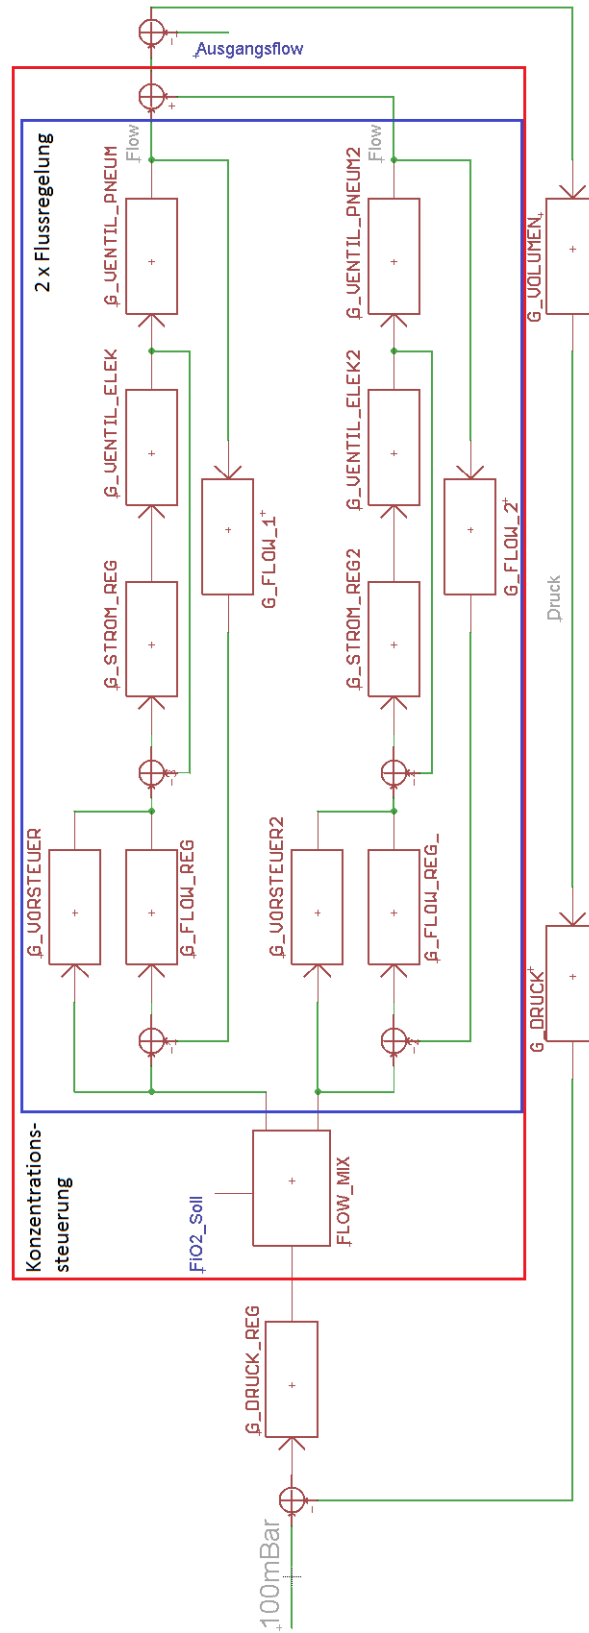 Ausgangsflow
2 x Flussregelung
Flow
Flow
G_VENTIL_PNEUM
G_VENTIL_PNEUM2
G_VOLUMEN
G_VENTIL_ELEK
G_VENTIL_ELEK2
G_FLOW_1
G_FLOW_2
G_STROM_REG
G_STROM_REG2
Druck
G_VORSTEUER
G_FLOW_REG
G_VORSTEUER2
G_FLOW_REG_
G_DRUCK
Konzentrations-
steuerung
FiO2_Soll
FLOW_MIX
G_DRUCK_REG
100mBar